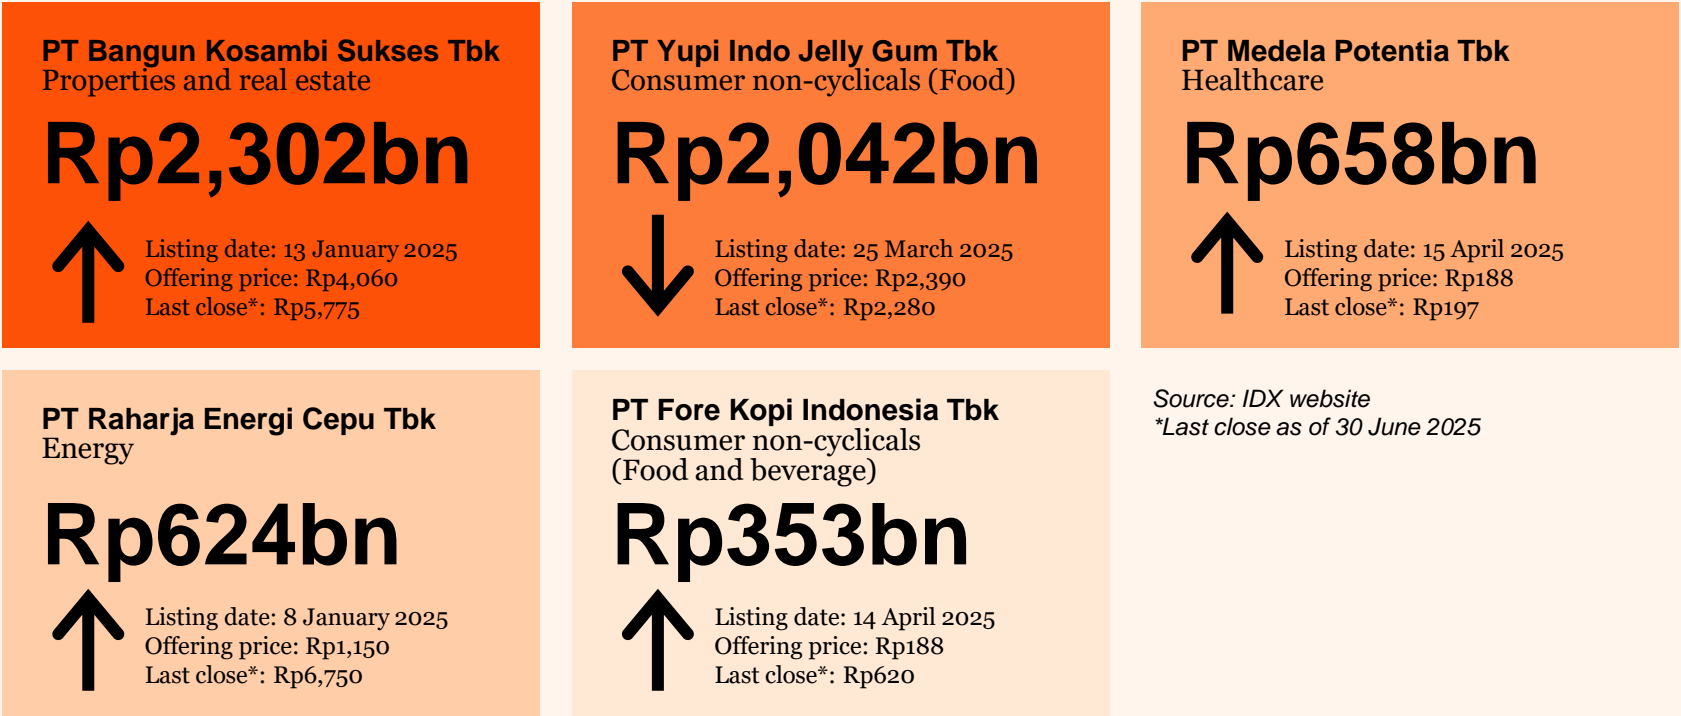 PT Bangun Kosambi Sukses Tbk
Properties and real estate
Rp2,302bn
Listing date: 13 January 2025
Offering price: Rp4,060
Last close*: Rp5,775
PT Yupi Indo Jelly Gum Tbk
Consumer non-cyclicals (Food)
Rp2,042bn
Listing date: 25 March 2025
Offering price: Rp2,390
Last close*: Rp2,280
PT Medela Potentia Tbk
Healthcare
Rp658bn
Listing date: 15 April 2025
Offering price: Rp188
Last close*: Rp197
PT Raharja Energi Cepu Tbk
Energy
Rp624bn
Listing date: 8 January 2025
Offering price: Rp1,150
Last close*: Rp6,750
PT Fore Kopi Indonesia Tbk
Consumer non-cyclicals
(Food and beverage)
Rp353bn
Listing date: 14 April 2025
Offering price: Rp188
Last close*: Rp620
Source: IDX website
*Last close as of 30 June 2025